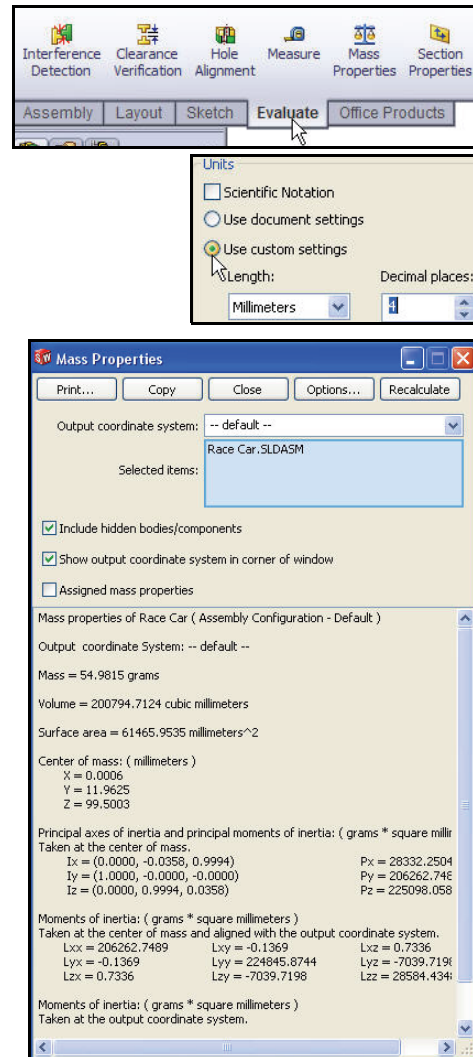 Interference Clearance Hole Measure Mass Section
Detection Verification Alignment Properties Properties
Assembly Layout Sketch Evaluate Office Products
Units
Scientific Notation
Use document settings
Use custom settings
Length: Decimal places:
Millimeters 4
Mass Properties
Print... Copy Close Options... Recalculate
Output coordinate system: -- default --
Selected items: Race Car.SLDASM
Include hidden bodies/components
Show output coordinate system in corner of window
Assigned mass properties
Mass properties of Race Car ( Assembly Configuration - Default )
Output coordinate System: -- default --
Mass = 54.9815 grams
Volume = 200794.7124 cubic millimeters
Surface area = 61465.9535 millimeters^2
Center of mass: ( millimeters )
X = 0.0006
Y = 11.9625
Z = 99.5003
Principal axes of inertia and principal moments of inertia: ( grams * square millir
Taken at the center of mass.
Ix = (0.0000, -0.0358, 0.9994) Px = 28332.2504
Iy = (1.0000, -0.0000, -0.0000) Py = 206262.748
Iz = (0.0000, 0.9994, 0.0358) Pz = 225098.058
Moments of inertia: ( grams * square millimeters )
Taken at the center of mass and aligned with the output coordinate system.
Lxx = 206262.7489 Lxy = -0.1369 Lxz = 0.7336
Lyx = -0.1369 Lyy = 224845.8744 Lyz = -7039.7198
Lzx = 0.7336 Lzy = -7039.7198 Lzz = 28584.434
Moments of inertia: ( grams * square millimeters )
Taken at the output coordinate system.